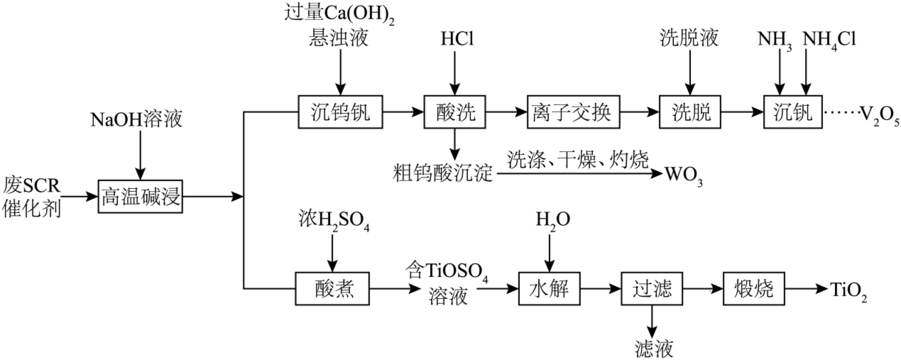 过量Ca(OH)₂
悬浊液
HCl
洗脱液
NH₃
NH₄Cl
NaOH溶液
沉钨钒
酸洗
离子交换
洗脱
沉钒
……V₂O₅
粗钨酸沉淀
洗涤、干燥、灼烧
WO₃
废SCR
催化剂
高温碱浸
浓H₂SO₄
H₂O
酸煮
含TiOSO₄
溶液
水解
过滤
煅烧
TiO₂
滤液